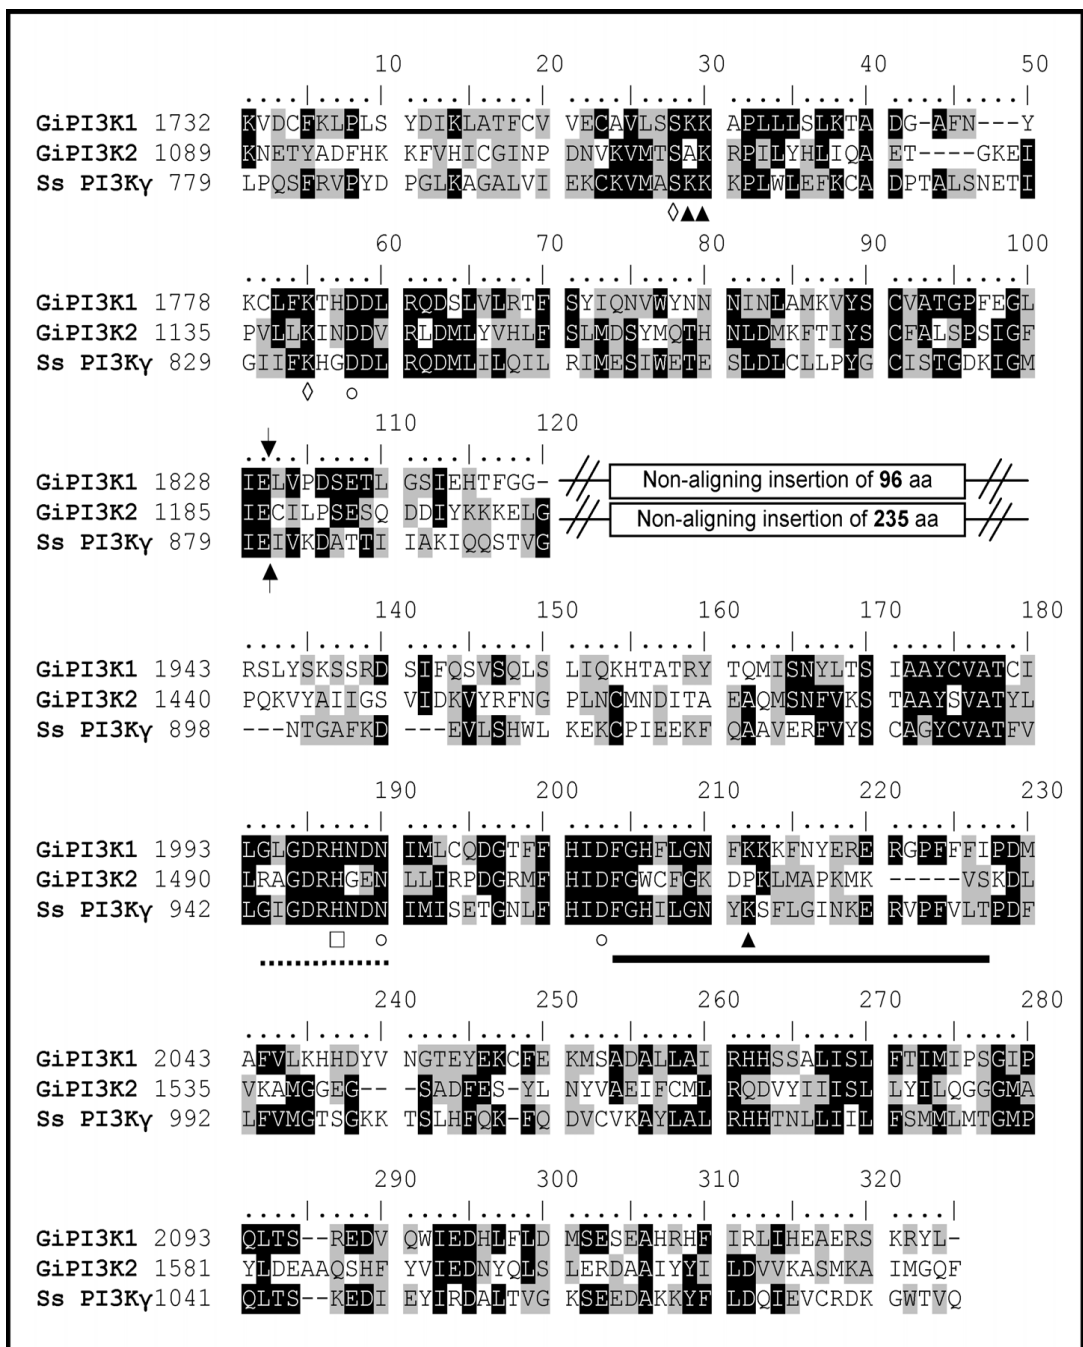 10 20 30 40 50
GiPI3K1 1732 KVDCFKLPLS YDIKLATFCV VECAVLSSKK APLLLSLKTA DG-AFN---Y
GiPI3K2 1089 KNETYADFHK KFVHICGINP DNVKVMTSAK RPILYHLIQA ET----GKEI
Ss PI3Kγ 779 LPQSFRVPYD PGLKAGALVI EKCKVMASKK KPLWLEFKCA DPTALSNETI
60 70 80 90 100
GiPI3K1 1778 KCLFKTHDDL RQDSLVLRTF SYIQNVWYNN NINLAMKVYS CVATGPFEGL
GiPI3K2 1135 PVLLKINDDV RLDMLYVHLF SLMDSYMQTH NLDMKFTIYS CFALSPSIGF
Ss PI3Kγ 829 GIIFKHGDDL RQDMLILQIL RIMESIWETE SLDLCLLPYG CISTGDKIGM
110 120
GiPI3K1 1828 IELVPDSETL GSIEHTFGG- Non-aligning insertion of 96 aa
GiPI3K2 1185 IECILPSESQ DDIYKKKELG Non-aligning insertion of 235 aa
Ss PI3Kγ 879 IEIVKDATTI IAKIQQSTVG
140 150 160 170 180
GiPI3K1 1943 RSLYSKSSRD SIFQSVSQLS LIQKHTATRY TQMISNYLTS IAAYCVATCI
GiPI3K2 1440 PQKVYAIIGS VIDKVYRFNG PLNCMNDITA EAQMSNFVKS TAAYSVATYL
Ss PI3Kγ 898 ---NTGAFKD ---EVLSHWL KEKCPIEEKF QAAVERFVYS CAGYCVATFV
190 200 210 220 230
GiPI3K1 1993 LGLGDRHNDN IMLCQDGTFF HIDFGHFLGN FKKKFNYERE RGPFFFIPDM
GiPI3K2 1490 LRAGDRHGEN LLIRPDGRMF HIDFGWCFGK DPKLMAPKMK -----VSKDL
Ss PI3Kγ 942 LGIGDRHNDN IMISETGNLF HIDFGHILGN YKSFLGINKE RVPFVLTPDF
240 250 260 270 280
GiPI3K1 2043 AFVLKHHDYV NGTEYEKCFE KMSADALLAI RHHSSALISL FTIMIPSGIP
GiPI3K2 1535 VKAMGGEG-- -SADFES-YL NYVAEIFCML RQDVYIIISL LYILQGGGMA
Ss PI3Kγ 992 LFVMGTSGKK TSLHFQK-FQ DVCVKAYLAL RHHTNLLIIL FSMMLMTGMP
290 300 310 320
GiPI3K1 2093 QLTS--REDV QWIEDHLFLD MSESEAHRHF IRLIHEAERS KRYL-
GiPI3K2 1581 YLDEAAQSHF YVIEDNYQLS LERDAAIYYI LDVVKASMKA IMGQF
Ss PI3Kγ1041 QLTS--KEDI EYIRDALTVG KSEEDAKKYF LDQIEVCRDK GWTVQ